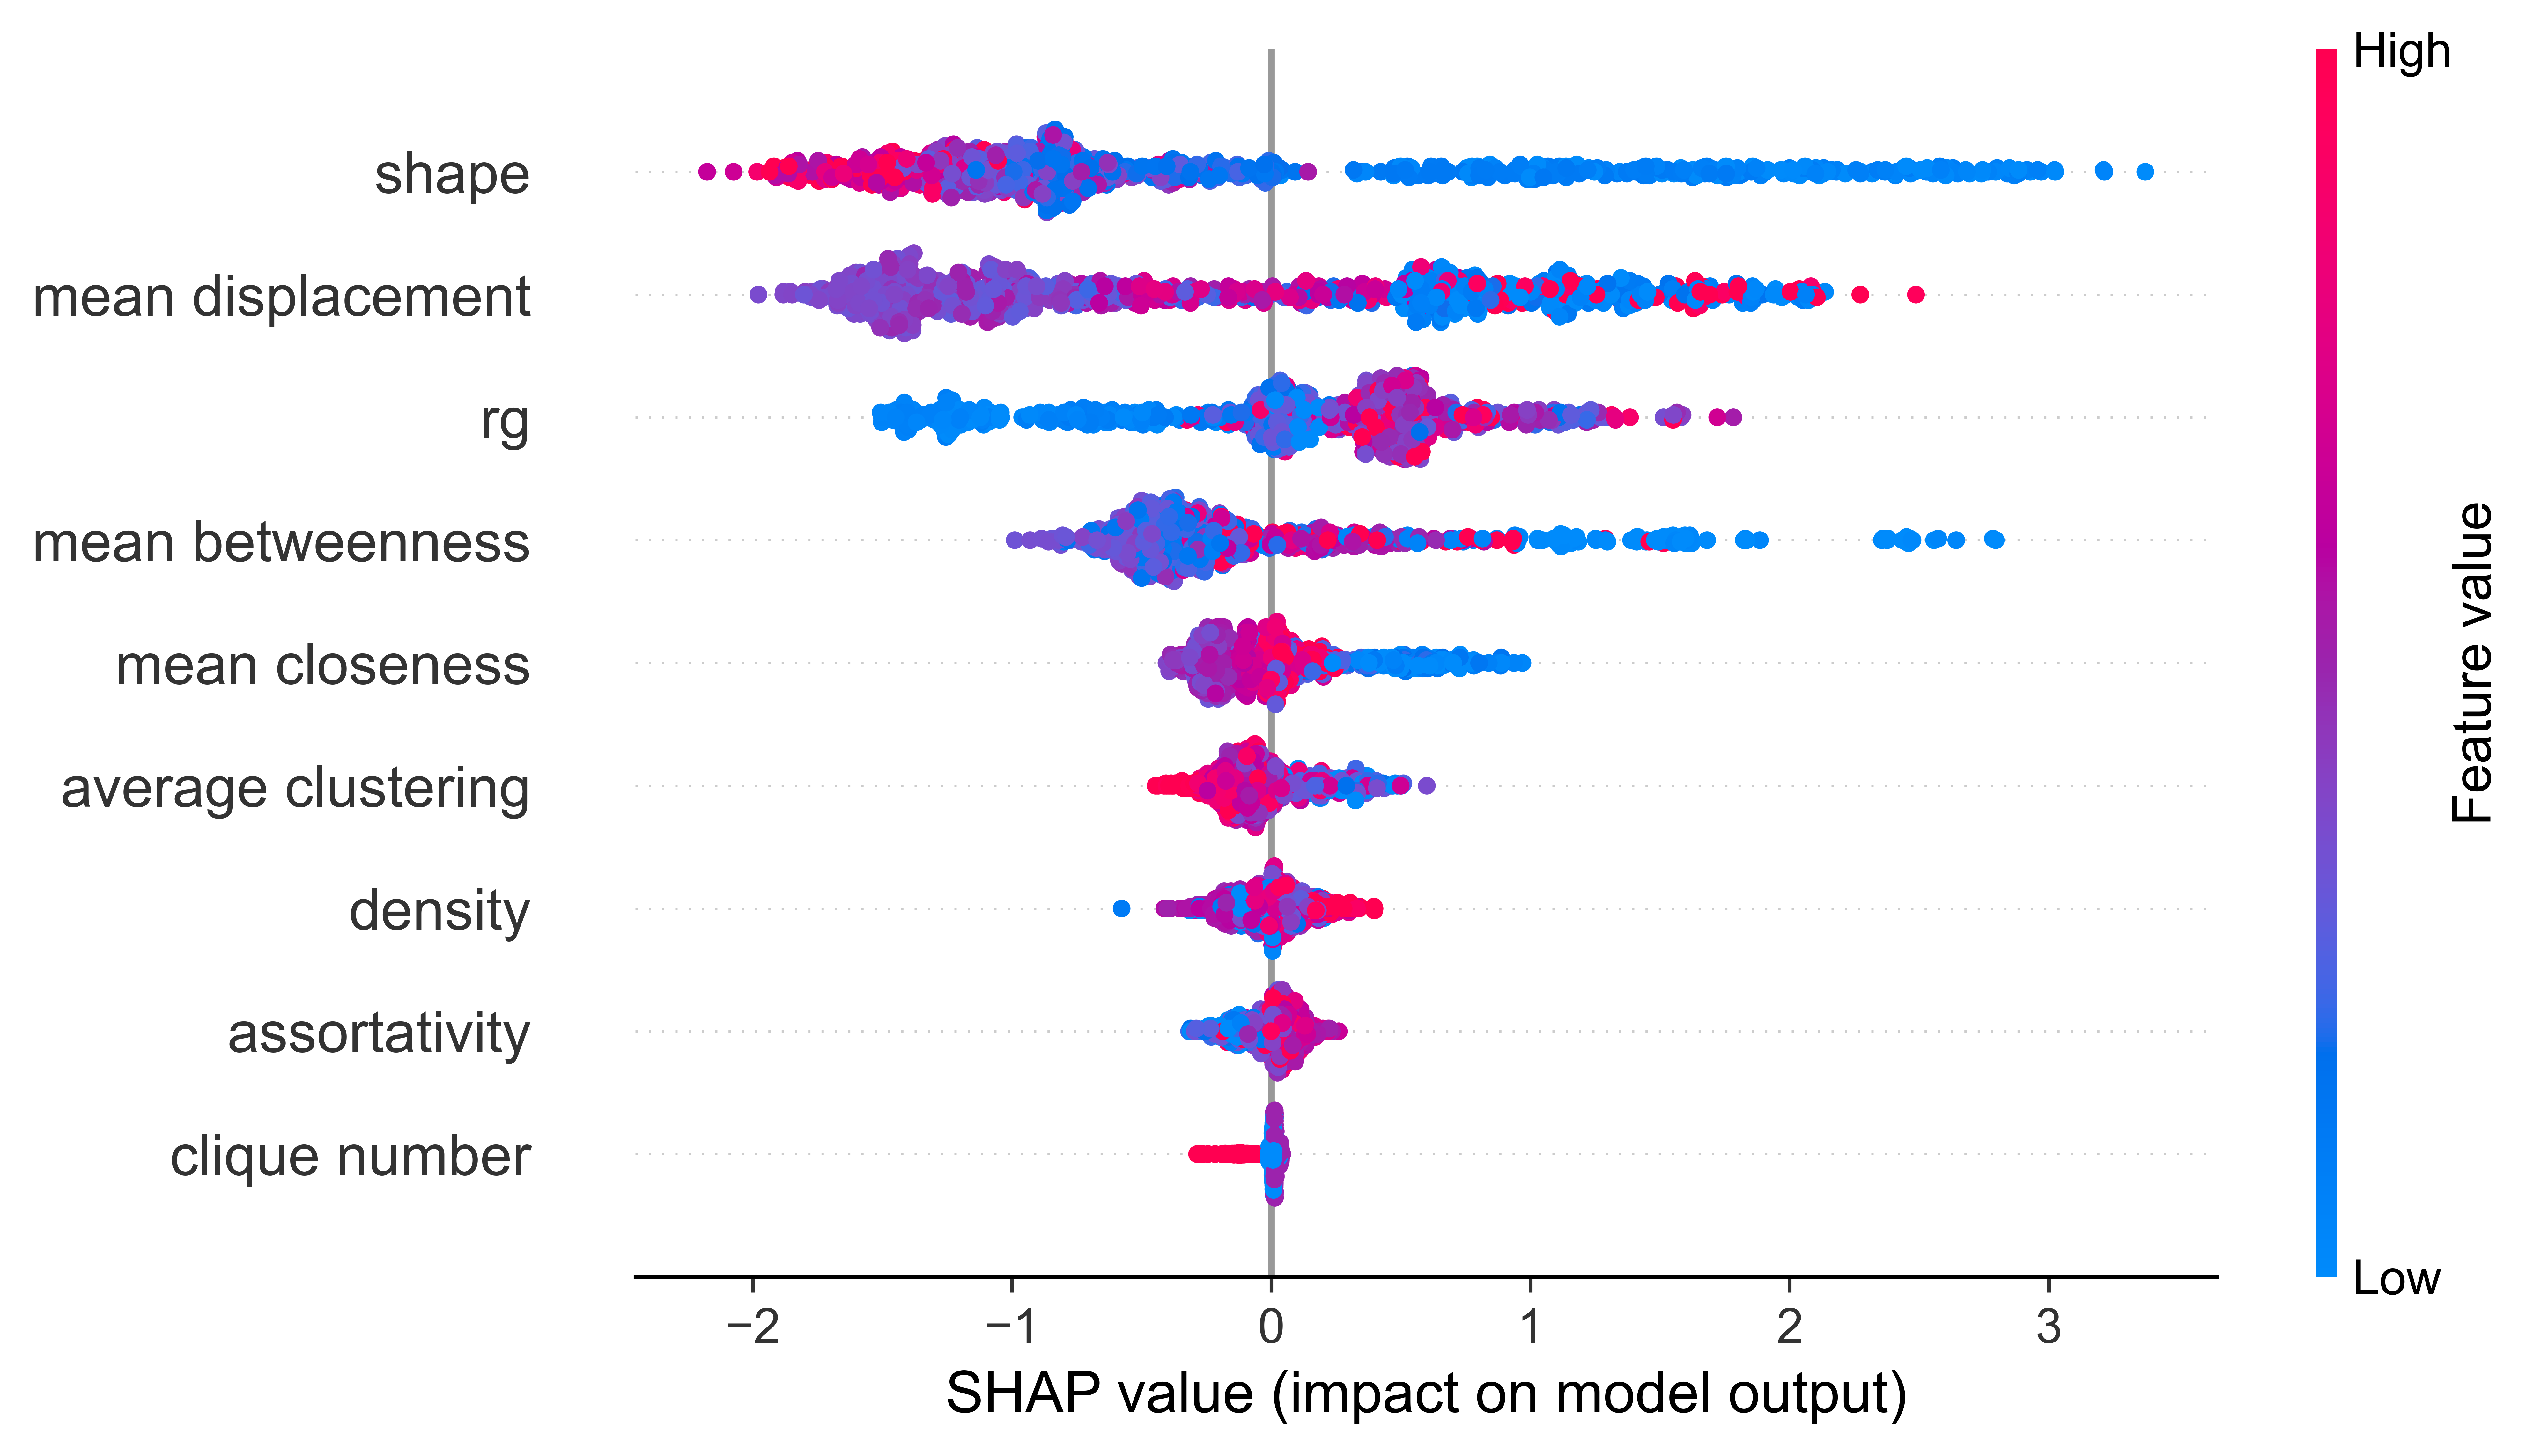 High
shape
mean displacement
rg
mean betweenness
mean closeness
average clustering
density
assortativity
clique number
Feature value
Low
−2 −1 0 1 2 3
SHAP value (impact on model output)